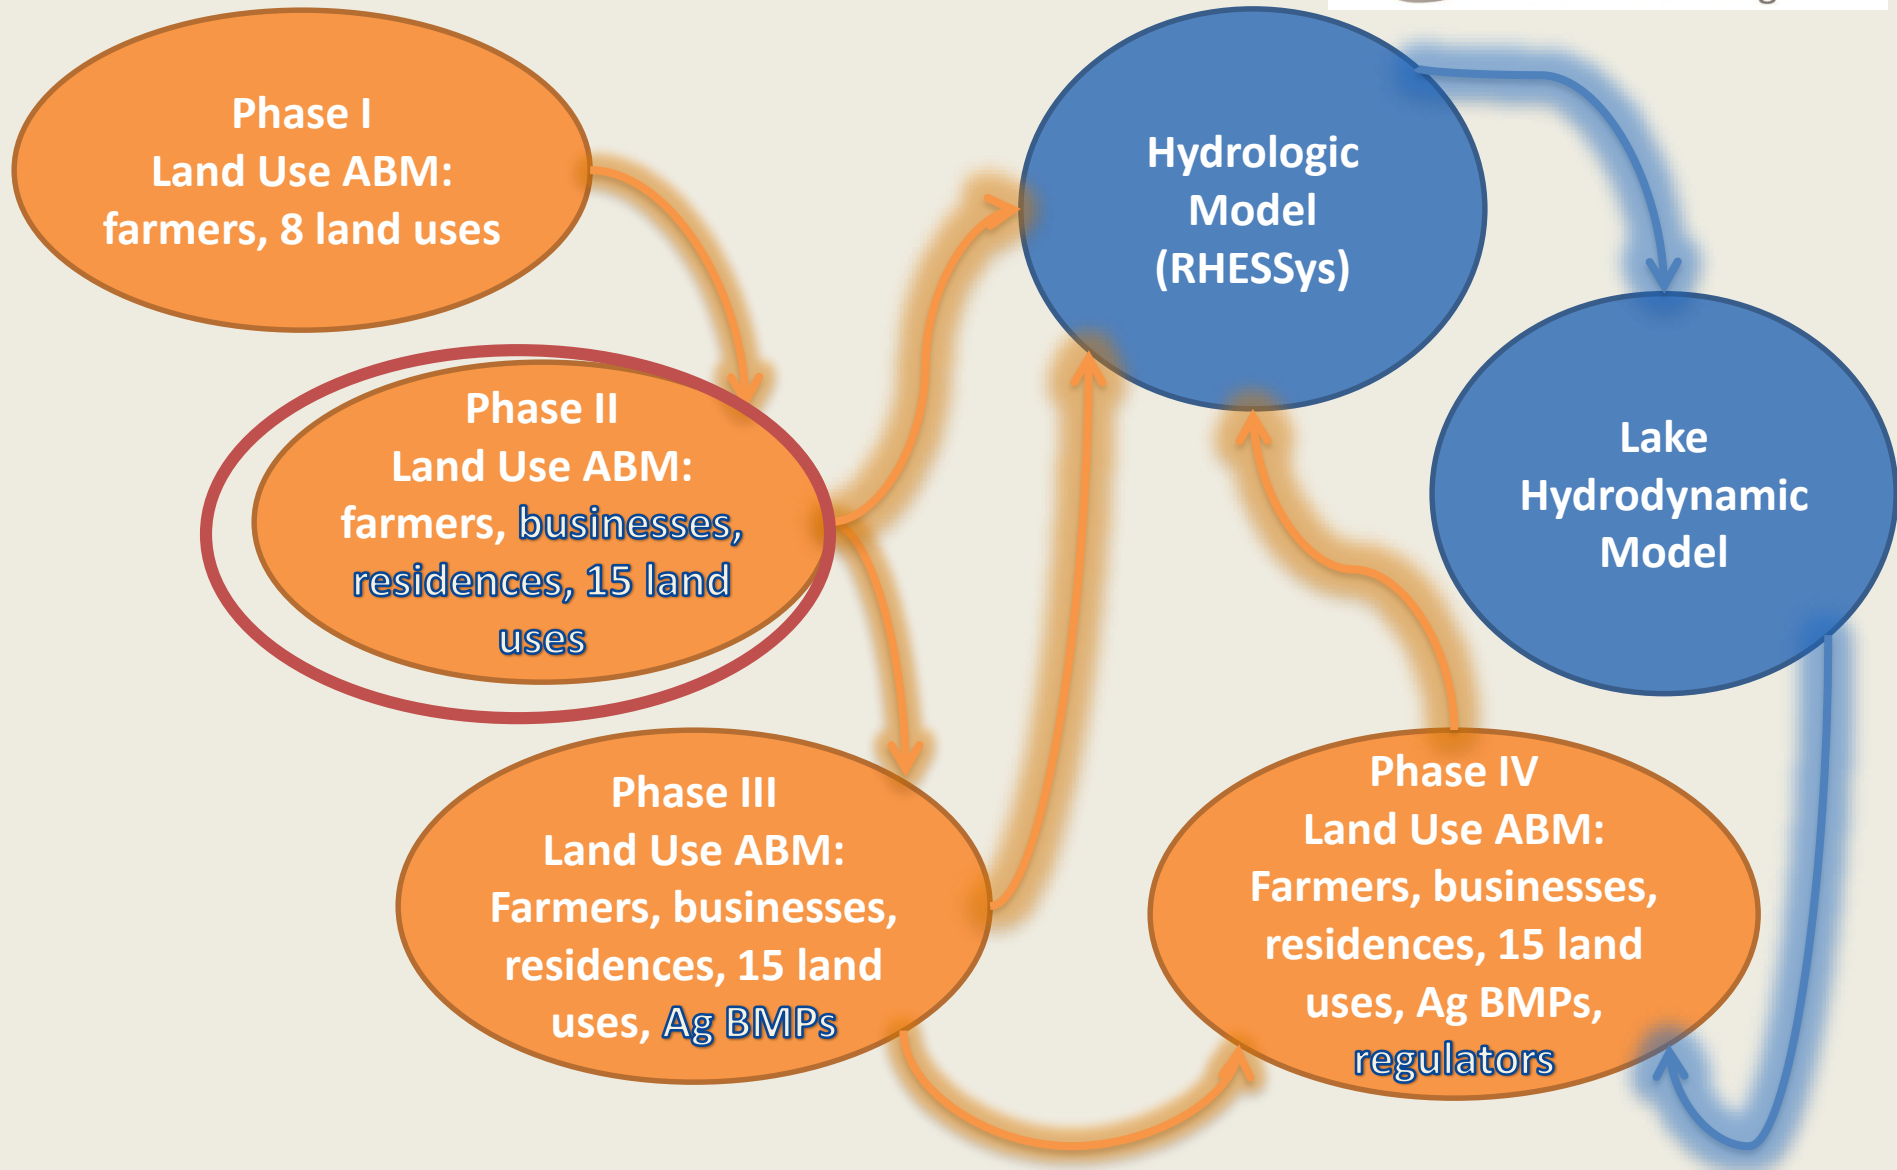 Phase I
Land Use ABM:
farmers, 8 land uses
Hydrologic
Model
(RHESSys)
Phase II
Land Use ABM:
farmers, businesses,
residences, 15 land
uses
Lake
Hydrodynamic
Model
Phase III
Land Use ABM:
Farmers, businesses,
residences, 15 land
uses, Ag BMPs
Phase IV
Land Use ABM:
Farmers, businesses,
residences, 15 land
uses, Ag BMPs,
regulators